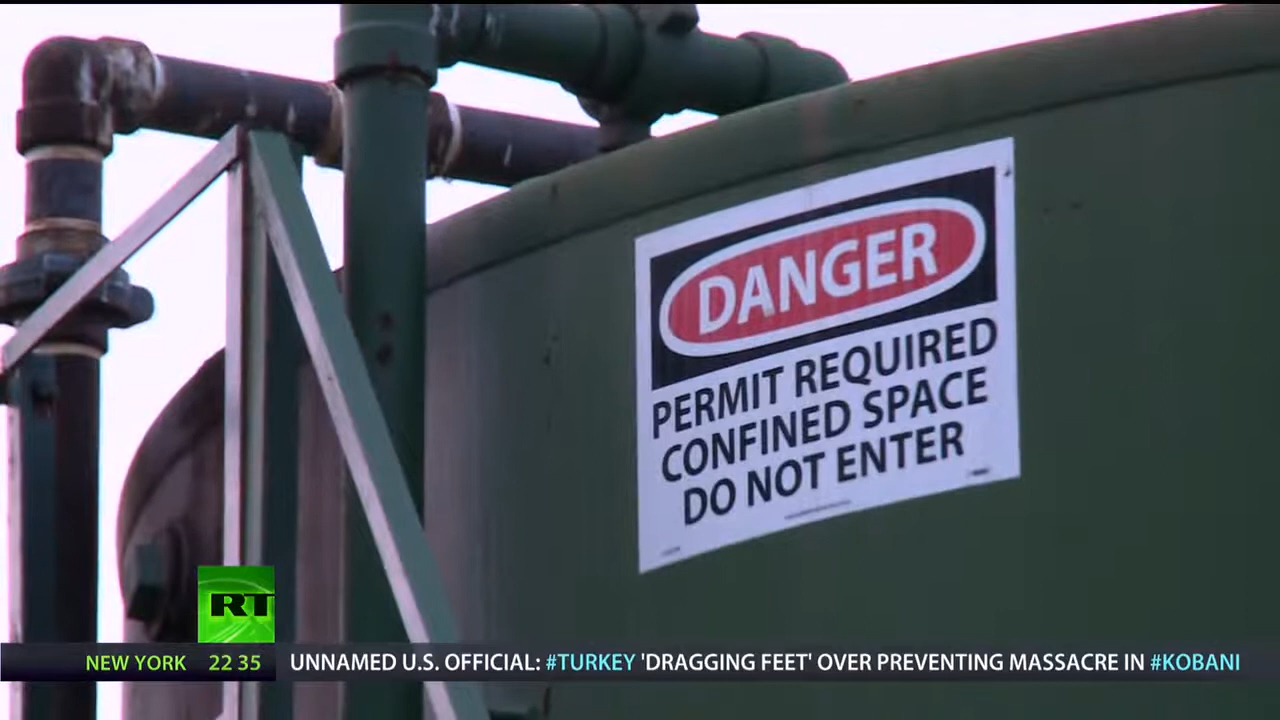 DANGER
PERMIT REQUIRED
CONFINED SPACE
DO NOT ENTER
RT
NEW YORK 22 35
UNNAMED U.S. OFFICIAL: #TURKEY 'DRAGGING FEET' OVER PREVENTING MASSACRE IN #KOBANI